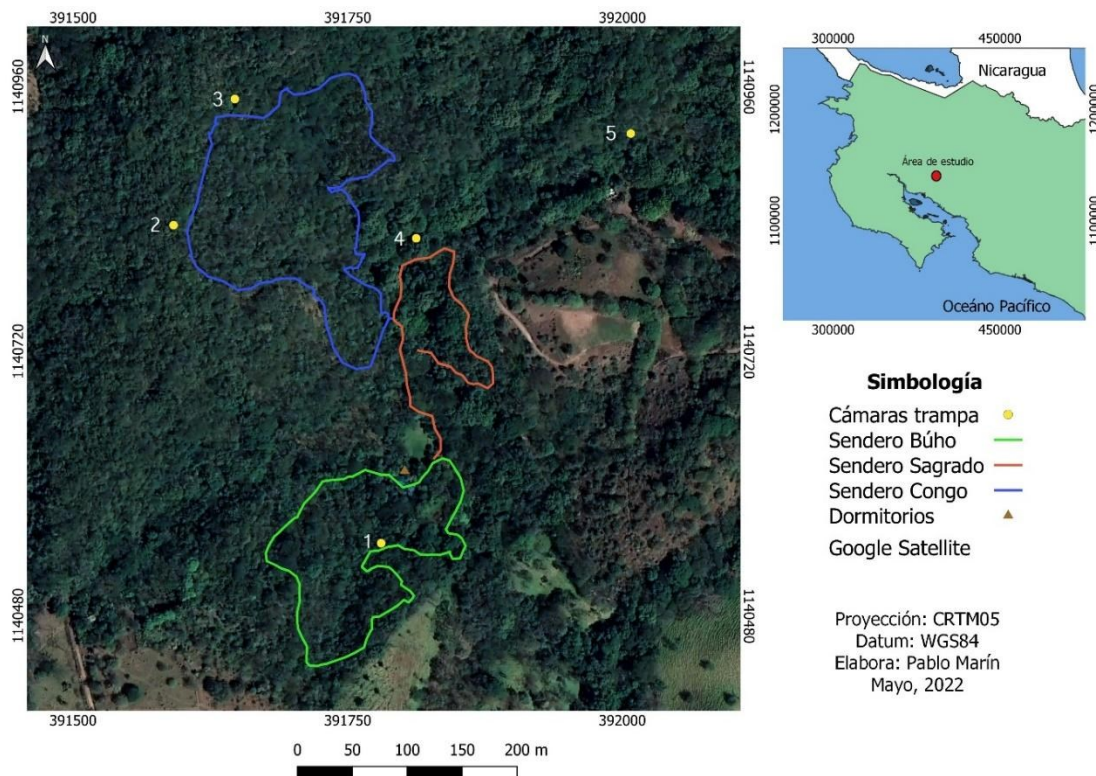 391500 391750 392000
N
1140960
1140960
3
5
2
4
1140720
1140720
1
1140480
1140480
391500 391750 392000
0 50 100 150 200 m
300000 450000
Nicaragua
1200000
1200000
Área de estudio
1100000
1100000
Oceáno Pacífico
300000 450000
Simbología
Cámaras trampa
Sendero Búho
Sendero Sagrado
Sendero Congo
Dormitorios
Google Satellite
Proyección: CRTM05
Datum: WGS84
Elabora: Pablo Marín
Mayo, 2022